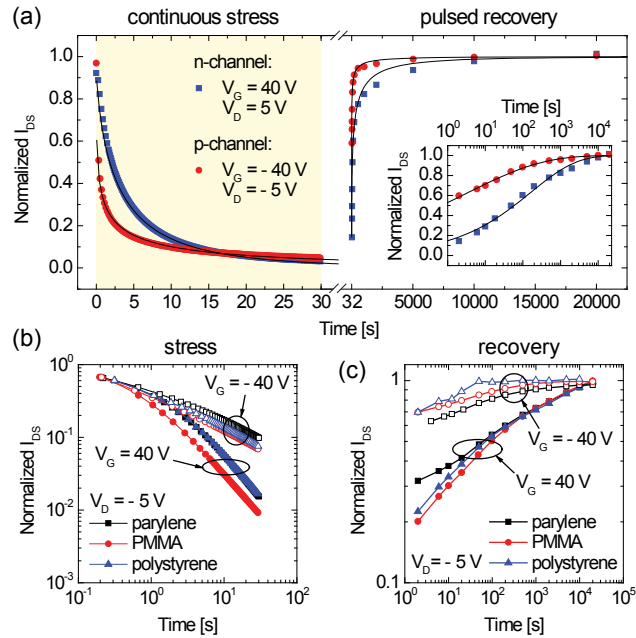 (a)
continuous stress
pulsed recovery
Normalized I_DS
1.0
0.8
0.6
0.4
0.2
0.0
n-channel:
V_G = 40 V
V_D = 5 V
p-channel:
V_G = - 40 V
V_D = - 5 V
0 5 10 15 20 25 30 32 5000 10000 15000 20000
Time [s]
Time [s]
10^0 10^1 10^2 10^3 10^4
Normalized I_DS
1.0
0.8
0.6
0.4
0.2
0.0
(b)
stress
Normalized I_DS
10^0
10^-1
10^-2
10^-3
V_G = - 40 V
V_G = 40 V
V_D = - 5 V
parylene
PMMA
polystyrene
10^-1 10^0 10^1 10^2
Time [s]
(c)
recovery
Normalized I_DS
1
0.1
V_G = - 40 V
V_G = 40 V
parylene
PMMA
V_D = - 5 V
polystyrene
10^0 10^1 10^2 10^3 10^4 10^5
Time [s]